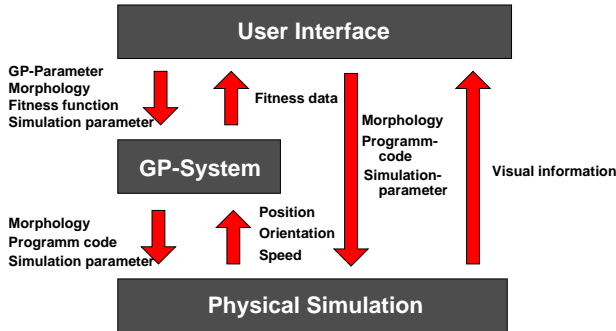 User Interface
GP-Parameter
Morphology
Fitness function
Simulation parameter
Fitness data
Morphology
Programm-
code
Simulation-
parameter
Visual information
GP-System
Morphology
Programm code
Simulation parameter
Position
Orientation
Speed
Physical Simulation